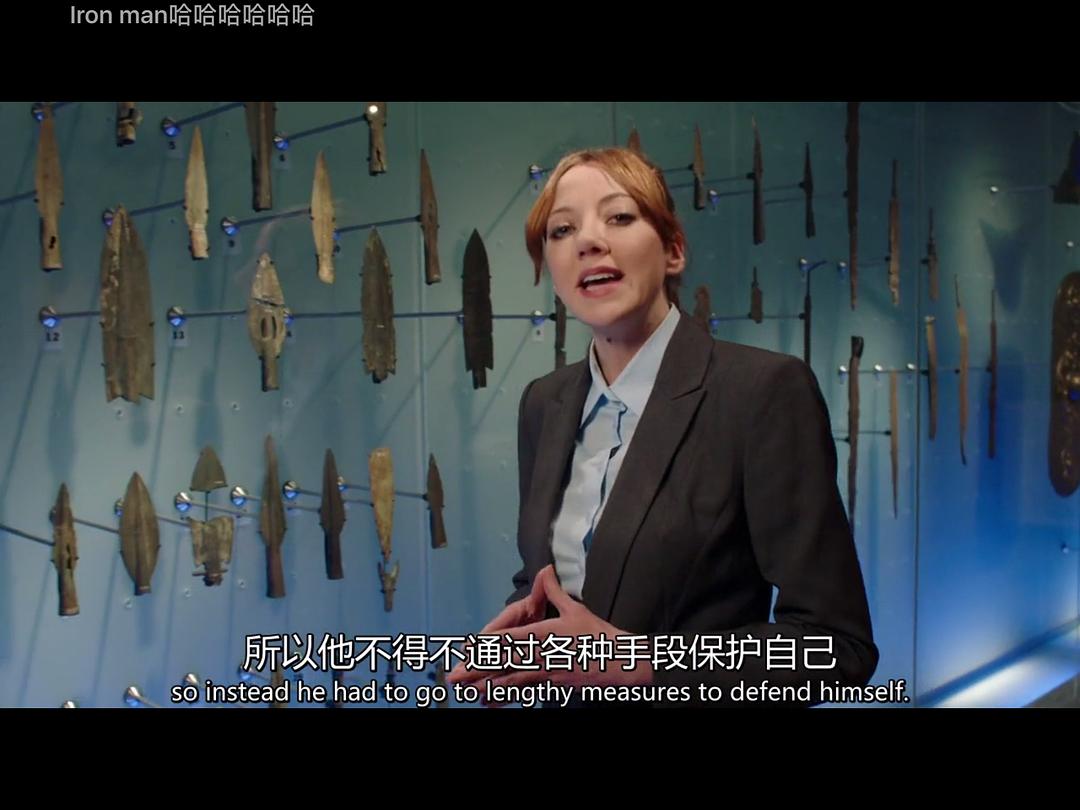 Iron man哈哈哈哈哈哈
所以他不得不通过各种手段保护自己
so instead he had to go to lengthy measures to defend himself.
12
13